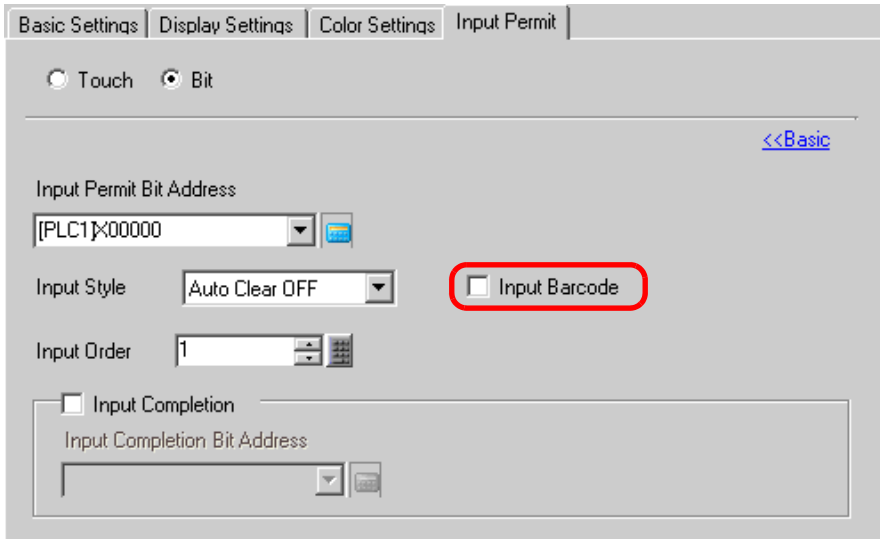 Basic Settings Display Settings Color Settings Input Permit
Touch Bit
<<Basic
Input Permit Bit Address
[PLC1]X00000
Input Style Auto Clear OFF Input Barcode
Input Order 1
Input Completion
Input Completion Bit Address